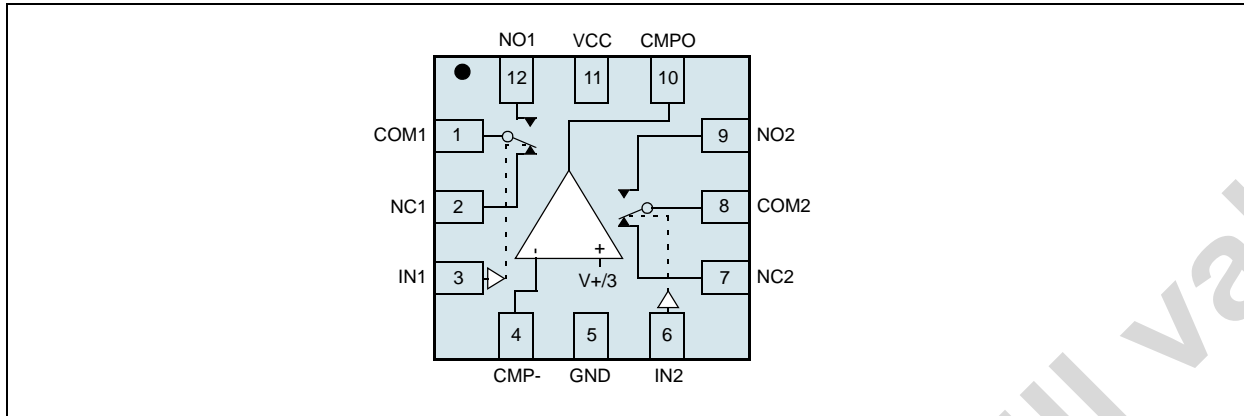 NO1 VCC CMPO
12 11 10
COM1 1 9 NO2
NC1 2 8 COM2
- +
IN1 3 V+/3 7 NC2
4 5 6
CMP- GND IN2